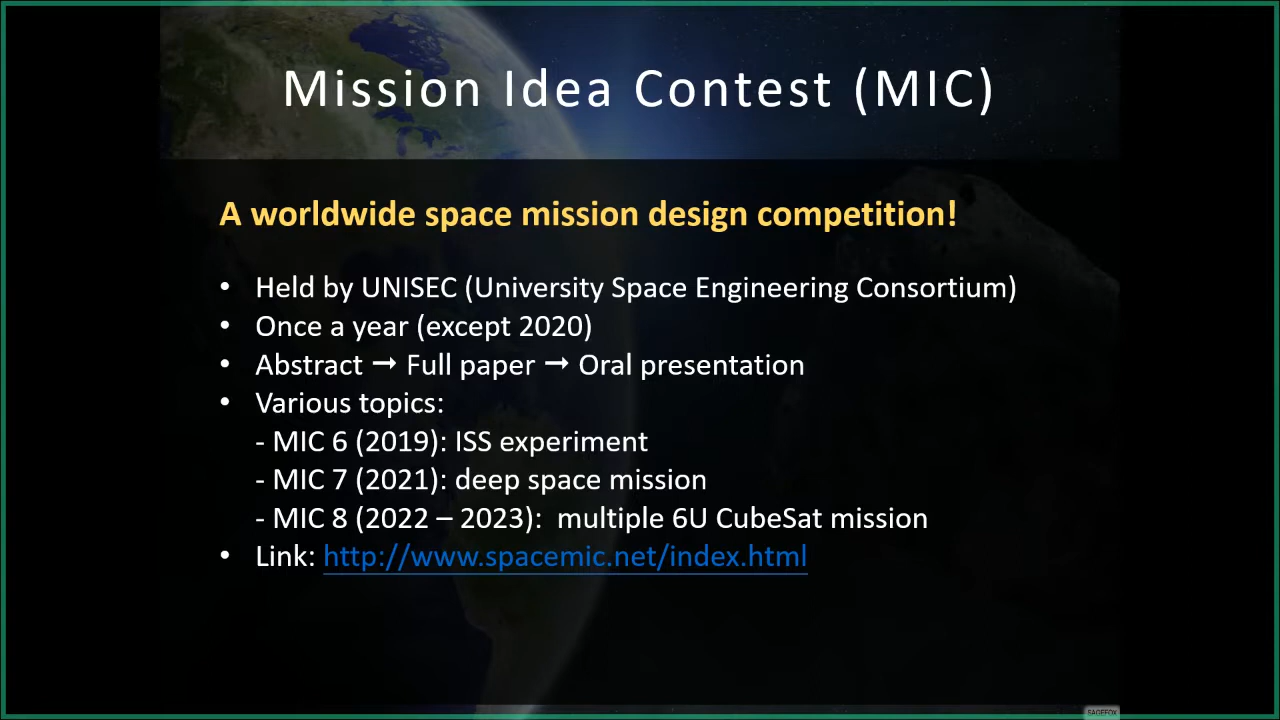 Mission Idea Contest (MIC)
A worldwide space mission design competition!
• Held by UNISEC (University Space Engineering Consortium)
• Once a year (except 2020)
• Abstract → Full paper → Oral presentation
• Various topics:
- MIC 6 (2019): ISS experiment
- MIC 7 (2021): deep space mission
- MIC 8 (2022 – 2023):  multiple 6U CubeSat mission
• Link: http://www.spacemic.net/index.html
SAGEFOX